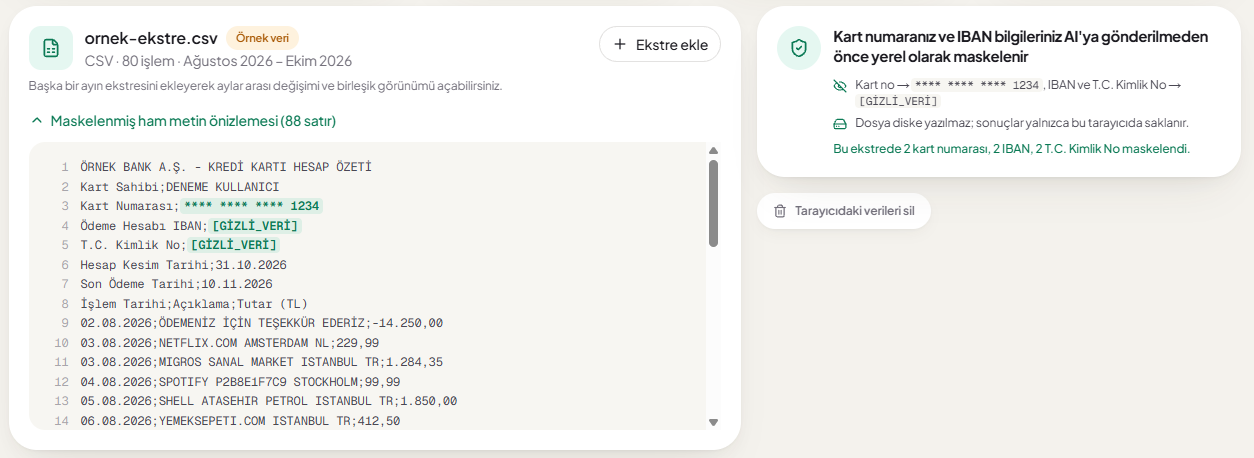 ornek-ekstre.csv Örnek veri
CSV · 80 işlem · Ağustos 2026 – Ekim 2026
+ Ekstre ekle
Başka bir ayın ekstresini ekleyerek aylar arası değişimi ve birleşik görünümü açabilirsiniz.
Maskelenmiş ham metin önizlemesi (88 satır)
1 ÖRNEK BANK A.Ş. - KREDİ KARTI HESAP ÖZETİ
2 Kart Sahibi;DENEME KULLANICI
3 Kart Numarası;**** **** **** 1234
4 Ödeme Hesabı IBAN;[GİZLİ_VERİ]
5 T.C. Kimlik No;[GİZLİ_VERİ]
6 Hesap Kesim Tarihi;31.10.2026
7 Son Ödeme Tarihi;10.11.2026
8 İşlem Tarihi;Açıklama;Tutar (TL)
9 02.08.2026;ÖDEMENİZ İÇİN TEŞEKKÜR EDERİZ;-14.250,00
10 03.08.2026;NETFLIX.COM AMSTERDAM NL;229,99
11 03.08.2026;MIGROS SANAL MARKET ISTANBUL TR;1.284,35
12 04.08.2026;SPOTIFY P2B8E1F7C9 STOCKHOLM;99,99
13 05.08.2026;SHELL ATASEHIR PETROL ISTANBUL TR;1.850,00
14 06.08.2026;YEMEKSEPETI.COM ISTANBUL TR;412,50
Kart numaranız ve IBAN bilgileriniz AI'ya gönderilmeden
önce yerel olarak maskelenir
Kart no → **** **** **** 1234 , IBAN ve T.C. Kimlik No →
[GİZLİ_VERİ]
Dosya diske yazılmaz; sonuçlar yalnızca bu tarayıcıda saklanır.
Bu ekstrede 2 kart numarası, 2 IBAN, 2 T.C. Kimlik No maskelendi.
Tarayıcıdaki verileri sil